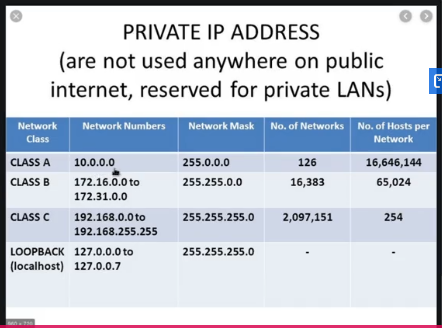 PRIVATE IP ADDRESS
(are not used anywhere on public
internet, reserved for private LANs)
Network Class Network Numbers Network Mask No. of Networks No. of Hosts per Network
CLASS A 10.0.0.0 255.0.0.0 126 16,646,144
CLASS B 172.16.0.0 to 255.255.0.0 16,383 65,024
172.31.0.0
CLASS C 192.168.0.0 to 255.255.255.0 2,097,151 254
192.168.255.255
LOOPBACK 127.0.0.0 to 255.255.255.0 - -
(localhost) 127.0.0.7